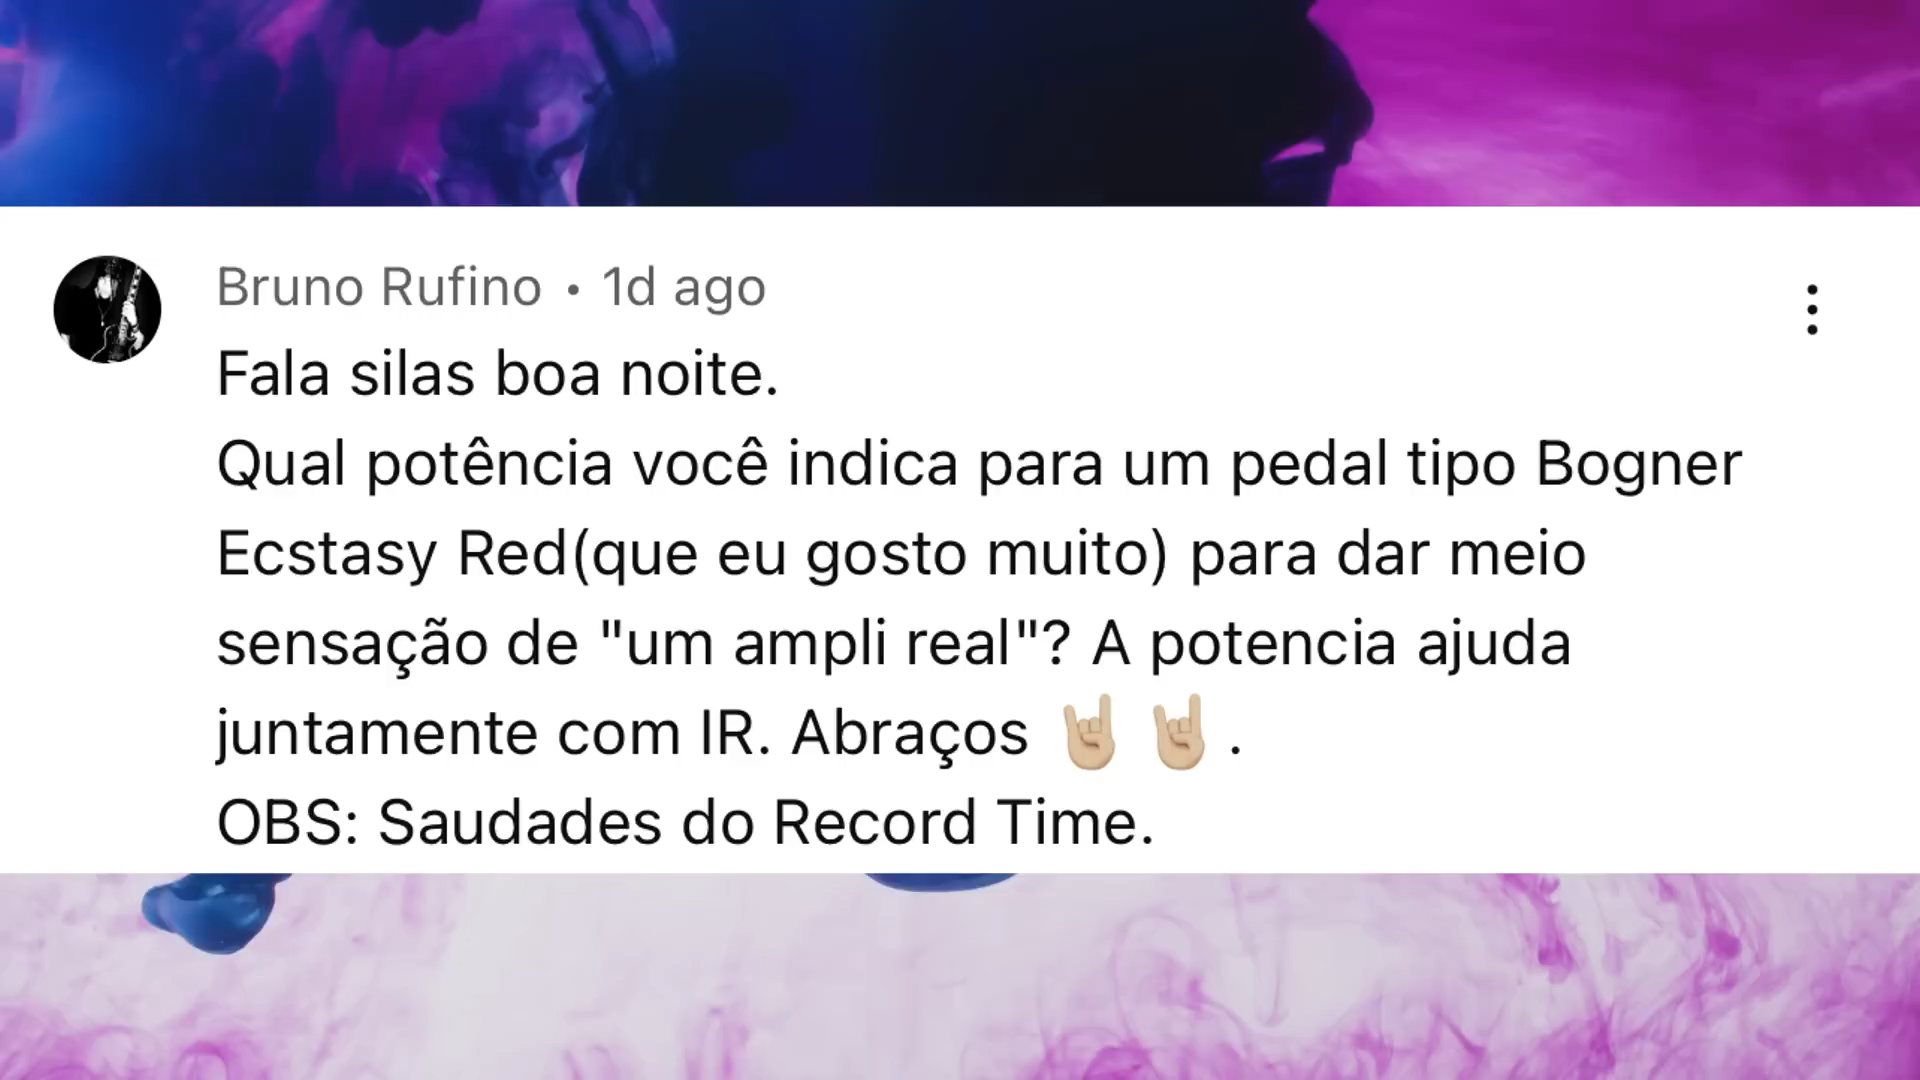 Bruno Rufino • 1d ago
Fala silas boa noite.
Qual potência você indica para um pedal tipo Bogner
Ecstasy Red(que eu gosto muito) para dar meio
sensação de "um ampli real"? A potencia ajuda
juntamente com IR. Abraços 🤘🏼 🤘🏼 .
OBS: Saudades do Record Time.